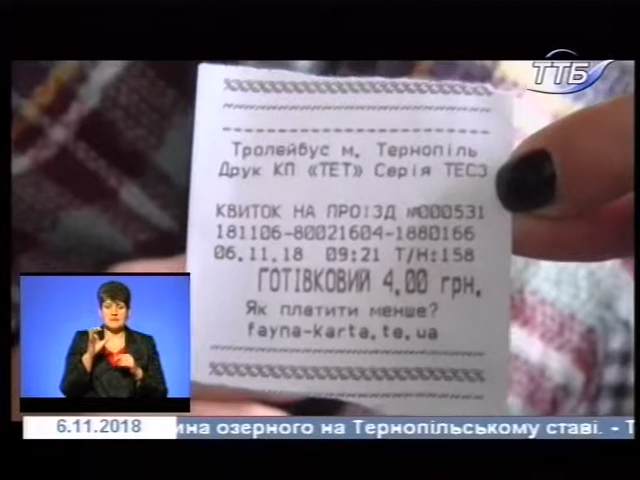 ТТБ
Тролейбус м. Тернопіль
Друк КП «ТЕТ» Серія ТЕСЗ
КВИТОК НА ПРОЇЗД №000531
181106-80021604-1880166
06.11.18 09:21 Т/Н:158
ГОТІВКОВИЙ 4.00 грн.
Як платити менше?
fayna-karta.te.ua
6.11.2018
озерного на Тернопільському ставі. -